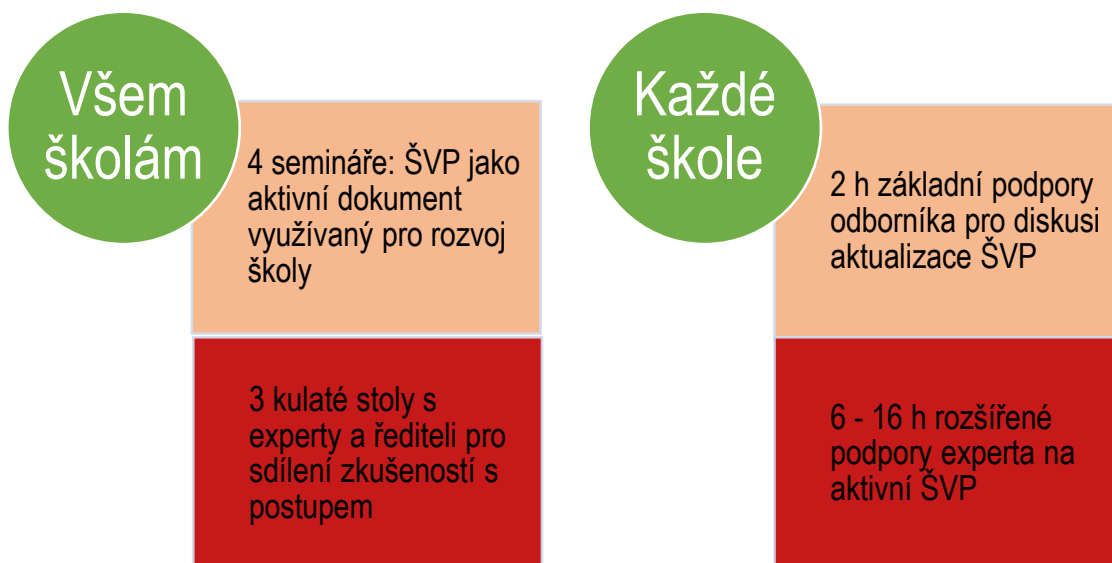 Všem
školám
4 semináře: ŠVP jako
aktivní dokument
využívaný pro rozvoj
školy
3 kulaté stoly s
experty a řediteli pro
sdílení zkušeností s
postupem
Každé
škole
2 h základní podpory
odborníka pro diskusi
aktualizace ŠVP
6 - 16 h rozšířené
podpory experta na
aktivní ŠVP